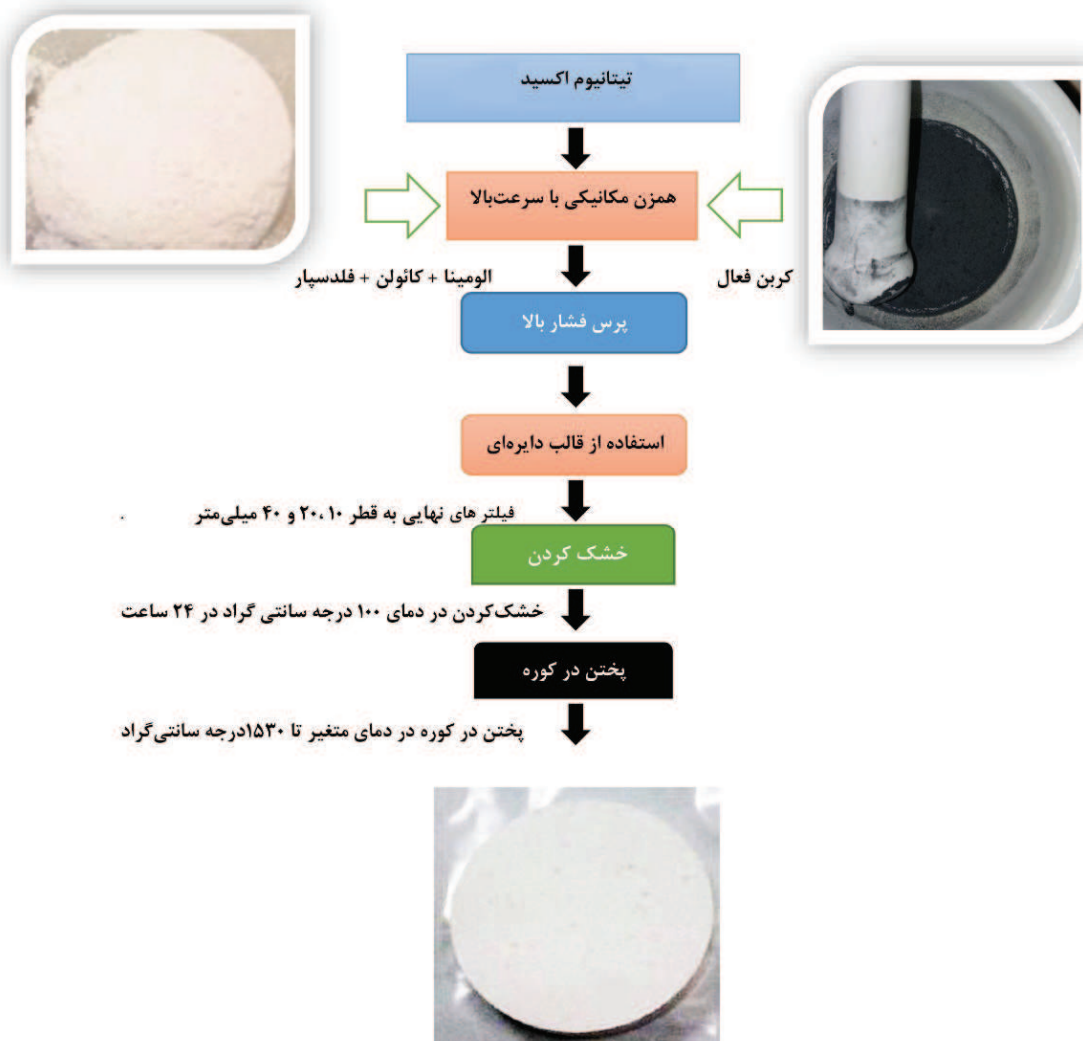 تیتانیوم اکسید
همزن مکانیکی با سرعت‌بالا
الومینا + کائولن + فلدسپار
کربن فعال
پرس فشار بالا
استفاده از قالب دایره‌ای
فیلتر های نهایی به قطر ۱۰، ۲۰ و ۴۰ میلی‌متر .
خشک کردن
خشک‌کردن در دمای ۱۰۰ درجه سانتی گراد در ۲۴ ساعت
پختن در کوره
پختن در کوره در دمای متغیر تا ۱۵۳۰درجه سانتی‌گراد